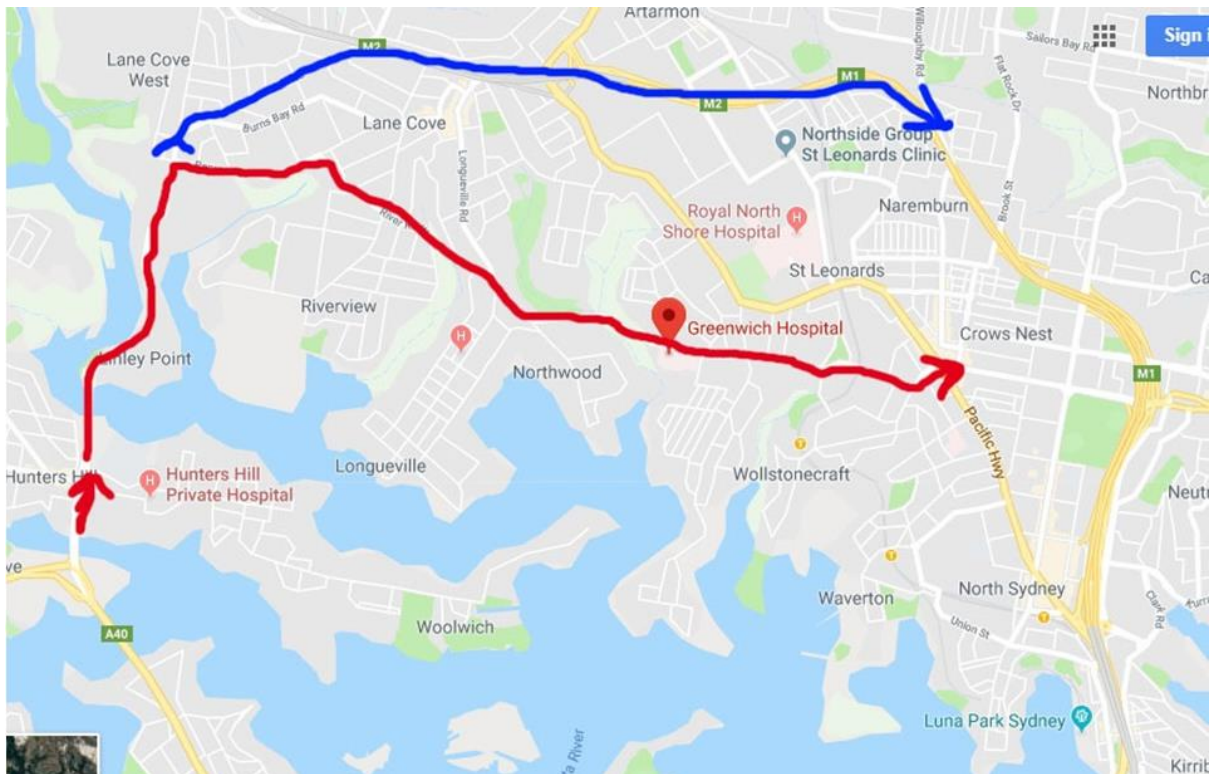 Artarmon
Sailors Bay Rd
Sign i
M2
Willoughby Rd
Lane Cove
West
Flat Rock Dr
M1
Northbr
M2
Burns Bay Rd
Lane Cove
Northside Group
St Leonards Clinic
Longueville Rd
Brook St
Naremburn
Royal North
Shore Hospital
H
St Leonards
Ca
Riverview
Greenwich Hospital
H
Crows Nest
Linley Point
Northwood
M1
Pacific Hwy
T
Hunters Hill
H
Hunters Hill
Private Hospital
Longueville
Wollstonecraft
Neut
T
ve
North Sydney
Waverton
T
Clark Rd
Union St
A40
Woolwich
Luna Park Sydney
River
Kirrib